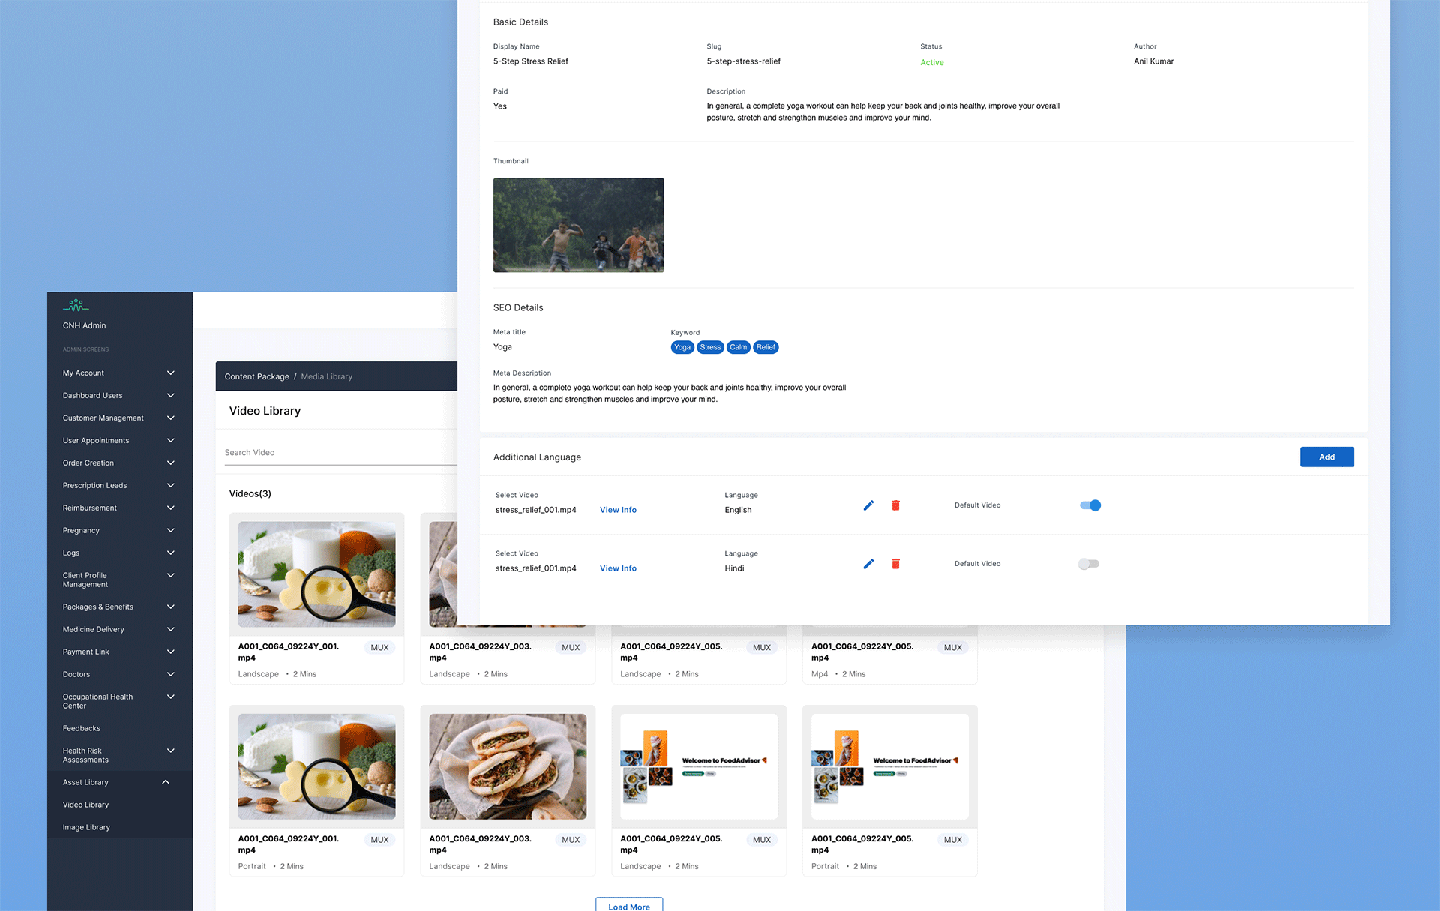 Basic Details
Display Name
Slug
Status
Author
5-Step Stress Relief
5-step-stress-relief
Active
Anil Kumar
Paid
Description
Yes
In general, a complete yoga workout can help keep your back and joints healthy, improve your overall
posture, stretch and strengthen muscles and improve your mind.
Thumbnail
SEO Details
Meta title
Keyword
Yoga
Yoga
Stress
Calm
Relief
Meta Description
In general, a complete yoga workout can help keep your back and joints healthy, improve your overall
posture, stretch and strengthen muscles and improve your mind.
Additional Language
Add
Select Video
Language
stress_relief_001.mp4
View Info
English
Default Video
Select Video
Language
stress_relief_001.mp4
View Info
Hindi
Default Video
CNH Admin
ADMIN SCREENS
My Account
Dashboard Users
Customer Management
User Appointments
Order Creation
Prescription Leads
Reimbursement
Pregnancy
Logs
Client Profile
Management
Packages & Benefits
Medicine Delivery
Payment Link
Doctors
Occupational Health
Center
Feedbacks
Health Risk
Assessments
Asset Library
Video Library
Image Library
Content Package / Media Library
Video Library
Search Video
Videos(3)
A001_C064_09224Y_001.
mp4
MUX
Landscape • 2 Mins
A001_C064_09224Y_003.
mp4
MUX
Landscape • 2 Mins
A001_C064_09224Y_005.
mp4
MUX
Landscape • 2 Mins
A001_C064_09224Y_005.
mp4
MUX
Mp4 • 2 Mins
A001_C064_09224Y_001.
mp4
MUX
Portrait • 2 Mins
A001_C064_09224Y_003.
mp4
MUX
Landscape • 2 Mins
Welcome to FoodAdvisor
A001_C064_09224Y_005.
mp4
MUX
Landscape • 2 Mins
Welcome to FoodAdvisor
A001_C064_09224Y_005.
mp4
MUX
Portrait • 2 Mins
Load More